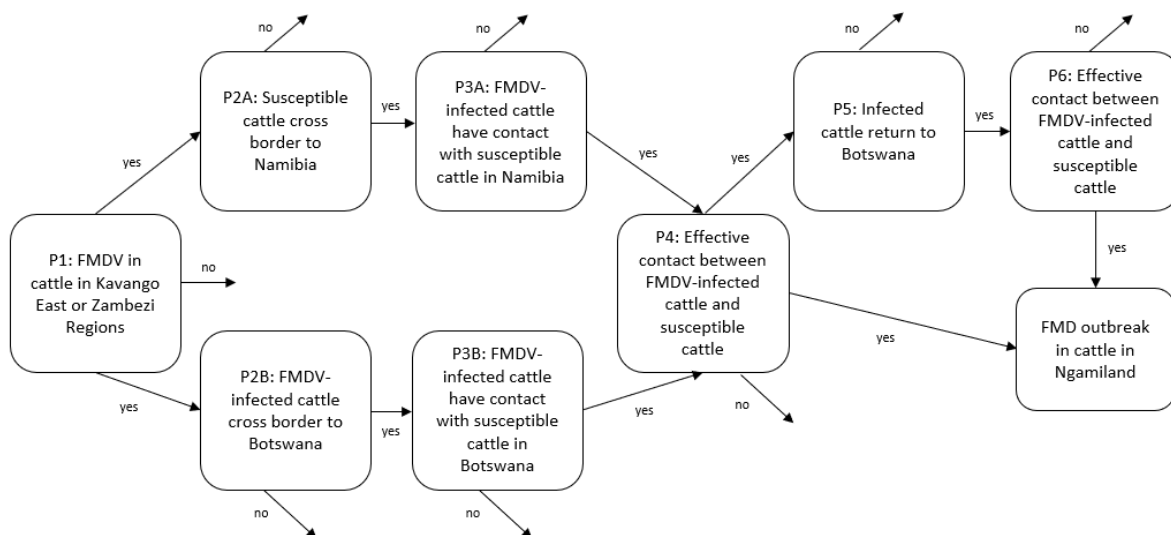 no
no
no
no
P2A: Susceptible
cattle cross
border to
Namibia
yes
P3A: FMDV-
infected cattle
have contact
with susceptible
cattle in Namibia
P5: Infected
cattle return to
Botswana
yes
P6: Effective
contact between
FMDV-infected
cattle and
susceptible
cattle
yes
yes
yes
P1: FMDV in
cattle in Kavango
East or Zambezi
Regions
no
P4: Effective
contact between
FMDV-infected
cattle and
susceptible
cattle
yes
yes
FMD outbreak
in cattle in
Ngamiland
yes
P2B: FMDV-
infected cattle
cross border to
Botswana
yes
P3B: FMDV-
infected cattle
have contact
with susceptible
cattle in
Botswana
yes
no
no
no